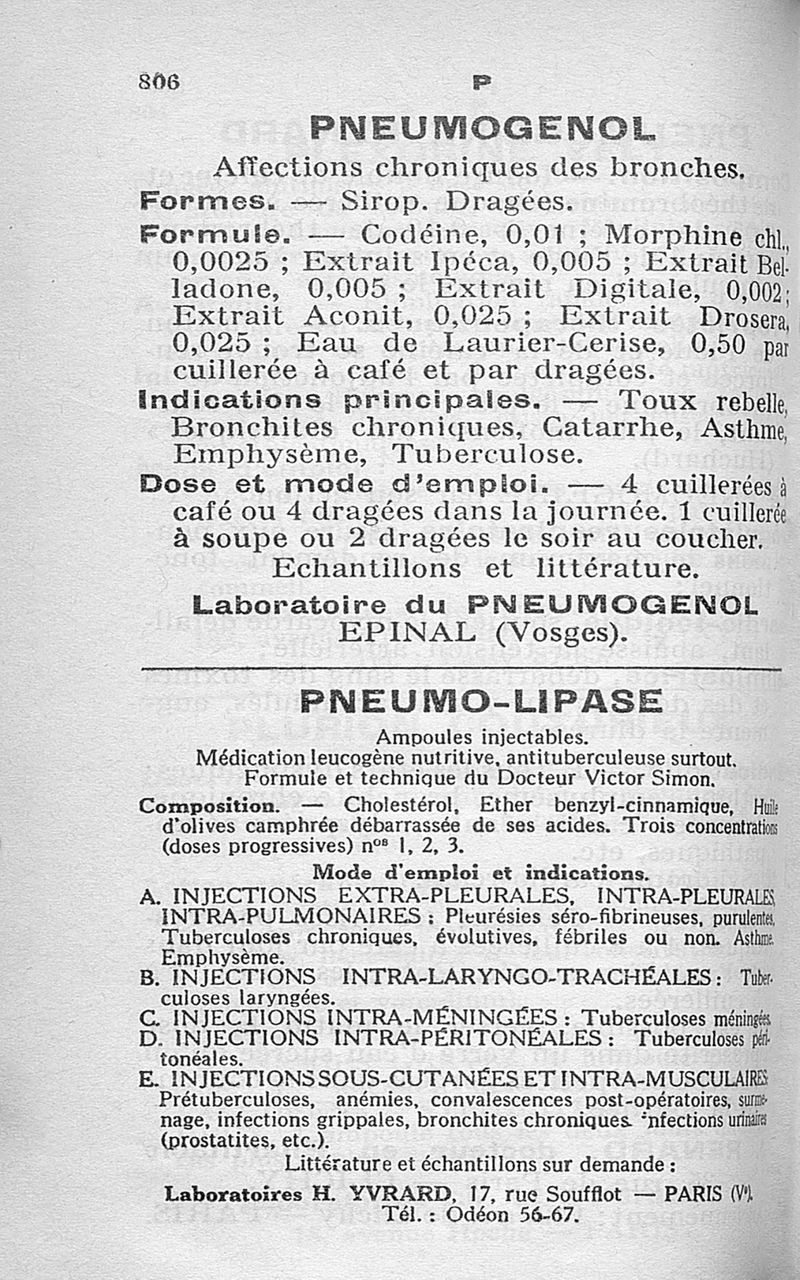 806 P
PNEUMOGENOL
Affections chroniques des bronches.
Formes. — Sirop. Dragées.
Formule. — Codéine, 0,01 ; Morphine chl.,
0,0025 ; Extrait Ipéca, 0,005 ; Extrait Bel-
ladone, 0,005 ; Extrait Digitale, 0,002 ;
Extrait Aconit, 0,025 ; Extrait Drosera,
0,025 ; Eau de Laurier-Cerise, 0,50 par
cuillerée à café et par dragées.
Indications principales. — Toux rebelle,
Bronchites chroniques, Catarrhe, Asthme,
Emphysème, Tuberculose.
Dose et mode d'emploi. — 4 cuillerées à
café ou 4 dragées dans la journée. 1 cuillerée
à soupe ou 2 dragées le soir au coucher.
Echantillons et littérature.
Laboratoire du PNEUMOGENOL
EPINAL (Vosges).
PNEUMO-LIPASE
Ampoules injectables.
Médication leucogène nutritive, antituberculeuse surtout.
Formule et technique du Docteur Victor Simon.
Composition. — Cholestérol, Ether benzyl-cinnamique, Huile
d'olives camphrée débarrassée de ses acides. Trois concentrations
(doses progressives) nos 1, 2, 3.
Mode d'emploi et indications.
A. INJECTIONS EXTRA-PLEURALES, INTRA-PLEURALES,
INTRA-PULMONAIRES : Pleurésies séro-fibrineuses, purulentes,
Tuberculoses chroniques, évolutives, fébriles ou non. Asthme.
Emphysème.
B. INJECTIONS INTRA-LARYNGO-TRACHÉALES : Tuber-
culoses laryngées.
C. INJECTIONS INTRA-MÉNINGÉES : Tuberculoses méningées.
D. INJECTIONS INTRA-PÉRITONÉALES : Tuberculoses péri-
tonéales.
E. INJECTIONS SOUS-CUTANÉES ET INTRA-MUSCULAIRES:
Prétuberculoses, anémies, convalescences post-opératoires, surme-
nage, infections grippales, bronchites chroniques. infections urinaires
(prostatites, etc.).
Littérature et échantillons sur demande :
Laboratoires H. YVRARD, 17, rue Soufflot — PARIS (Ve).
Tél. : Odéon 56-67.